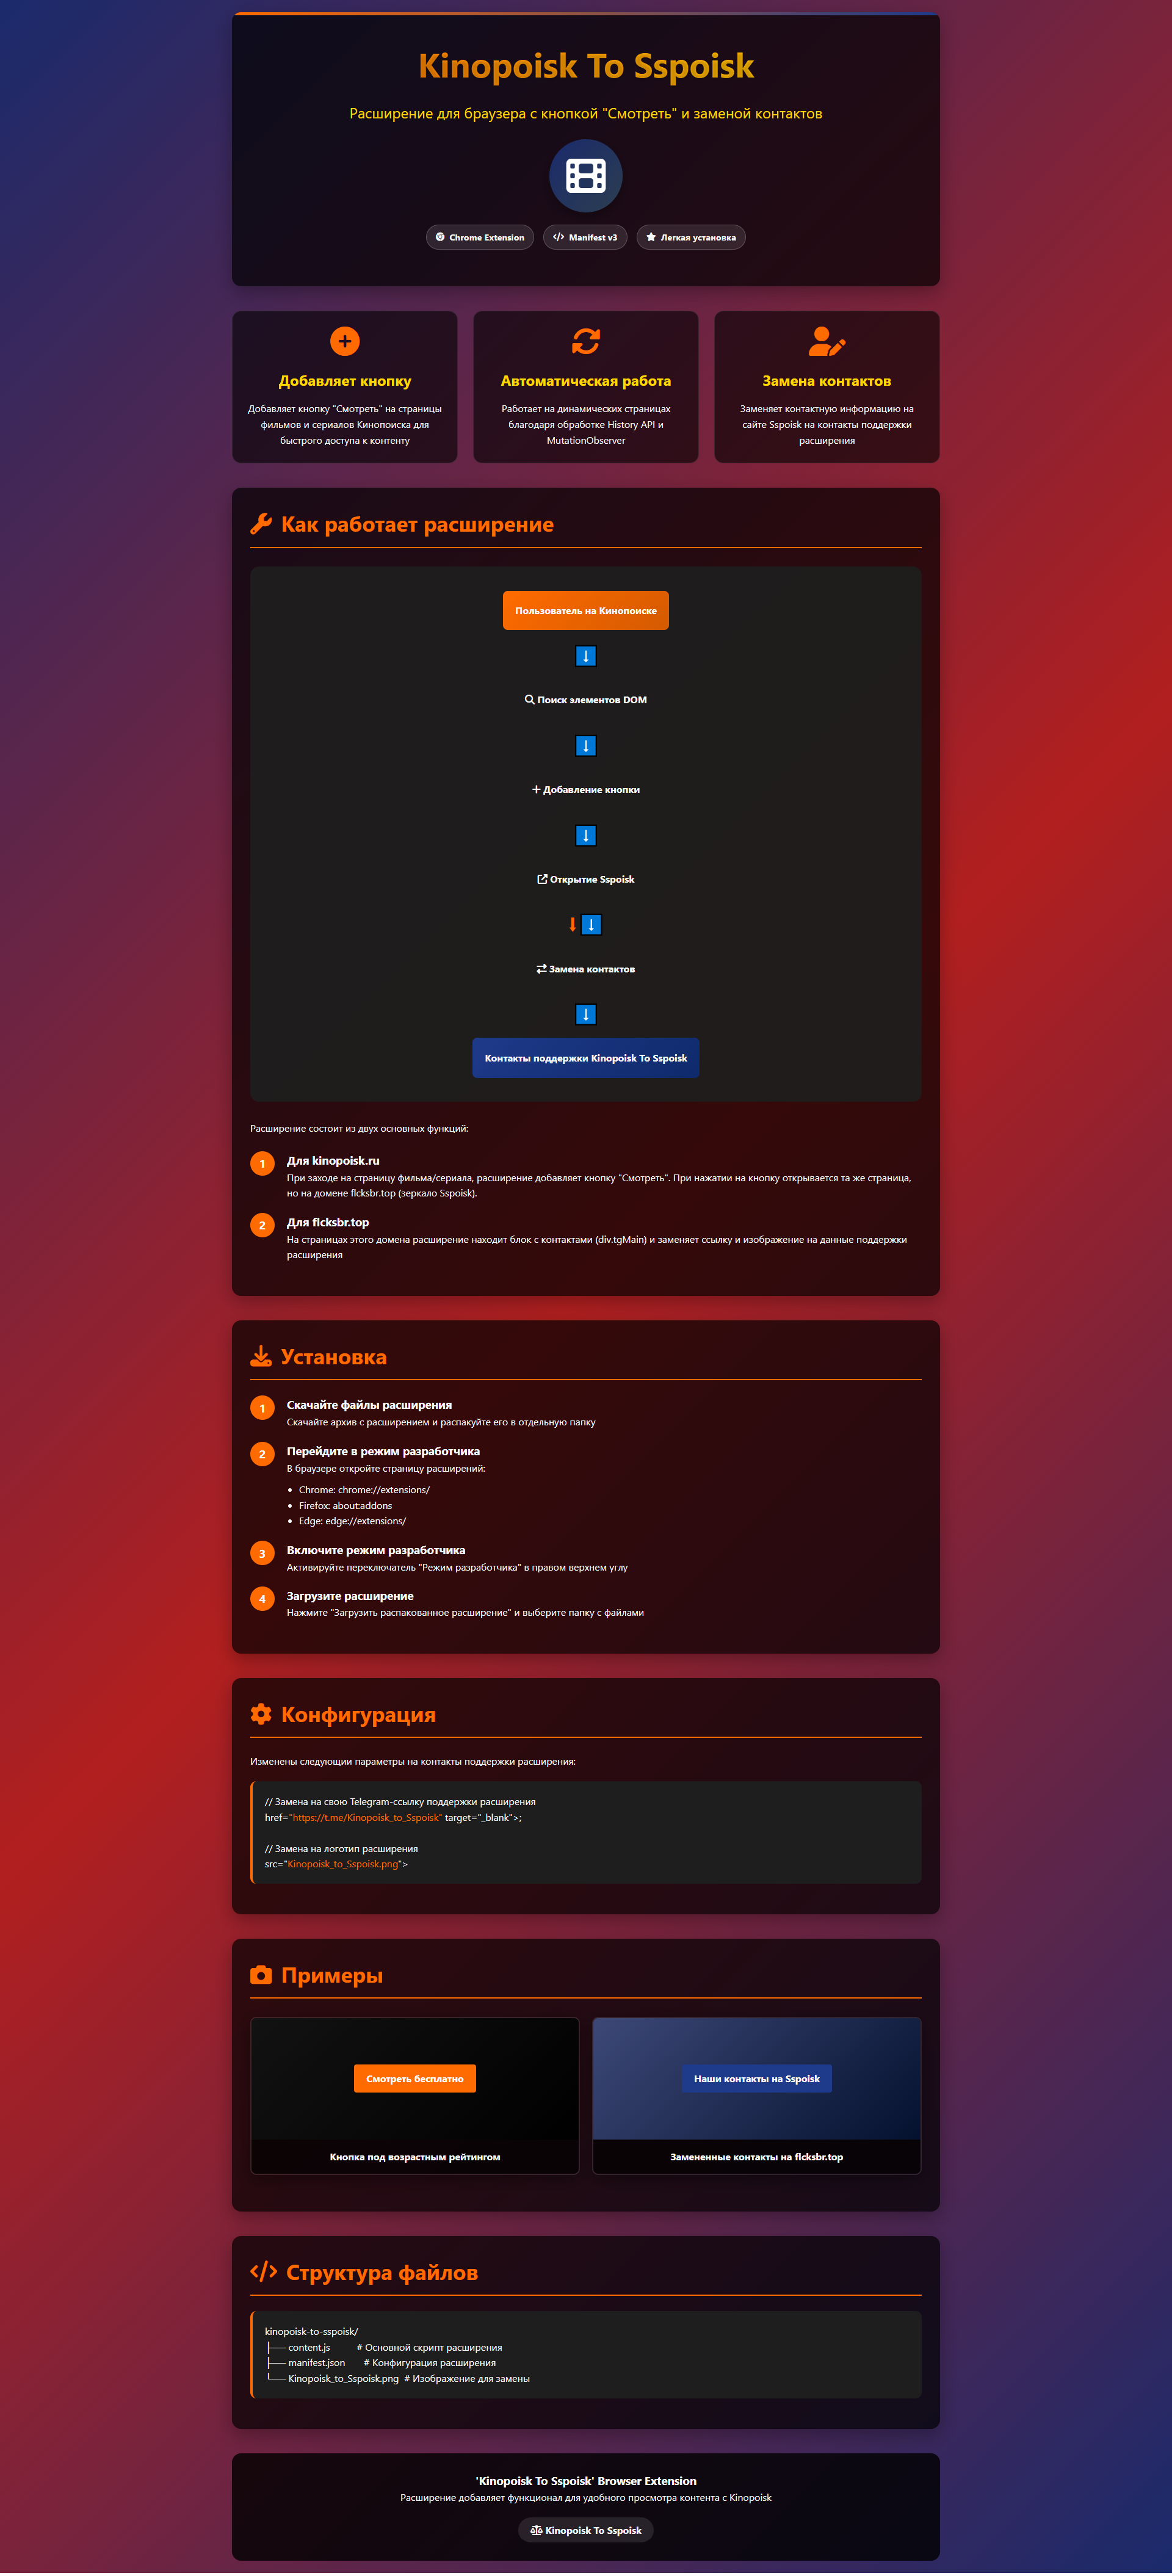 Kinopoisk To Sspoisk
Расширение для браузера с кнопкой "Смотреть" и заменой контактов
Chrome Extension
Manifest v3
Легкая установка
Добавляет кнопку
Добавляет кнопку "Смотреть" на страницы
фильмов и сериалов Кинопоиска для
быстрого доступа к контенту
Автоматическая работа
Работает на динамических страницах
благодаря обработке History API и
MutationObserver
Замена контактов
Заменяет контактную информацию на
сайте Sspoisk на контакты поддержки
расширения
Как работает расширение
Пользователь на Кинопоиске
⬇
Поиск элементов DOM
⬇
Добавление кнопки
⬇
Открытие Sspoisk
⬇ ⬇
Замена контактов
⬇
Контакты поддержки Kinopoisk To Sspoisk
Расширение состоит из двух основных функций:
1 Для kinopoisk.ru
При заходе на страницу фильма/сериала, расширение добавляет кнопку "Смотреть". При нажатии на кнопку открывается та же страница,
но на домене flcksbr.top (зеркало Sspoisk).
2 Для flcksbr.top
На страницах этого домена расширение находит блок с контактами (div.tgMain) и заменяет ссылку и изображение на данные поддержки
расширения
Установка
1 Скачайте файлы расширения
Скачайте архив с расширением и распакуйте его в отдельную папку
2 Перейдите в режим разработчика
В браузере откройте страницу расширений:
• Chrome: chrome://extensions/
• Firefox: about:addons
• Edge: edge://extensions/
3 Включите режим разработчика
Активируйте переключатель "Режим разработчика" в правом верхнем углу
4 Загрузите расширение
Нажмите "Загрузить распакованное расширение" и выберите папку с файлами
Конфигурация
Изменены следующии параметры на контакты поддержки расширения:
// Замена на свою Telegram-ссылку поддержки расширения
href="https://t.me/Kinopoisk_to_Sspoisk" target="_blank">;
// Замена на логотип расширения
src="Kinopoisk_to_Sspoisk.png">
Примеры
Смотреть бесплатно
Кнопка под возрастным рейтингом
Наши контакты на Sspoisk
Замененные контакты на flcksbr.top
Структура файлов
kinopoisk-to-sspoisk/
├── content.js # Основной скрипт расширения
├── manifest.json # Конфигурация расширения
└── Kinopoisk_to_Sspoisk.png # Изображение для замены
'Kinopoisk To Sspoisk' Browser Extension
Расширение добавляет функционал для удобного просмотра контента с Kinopoisk
Kinopoisk To Sspoisk